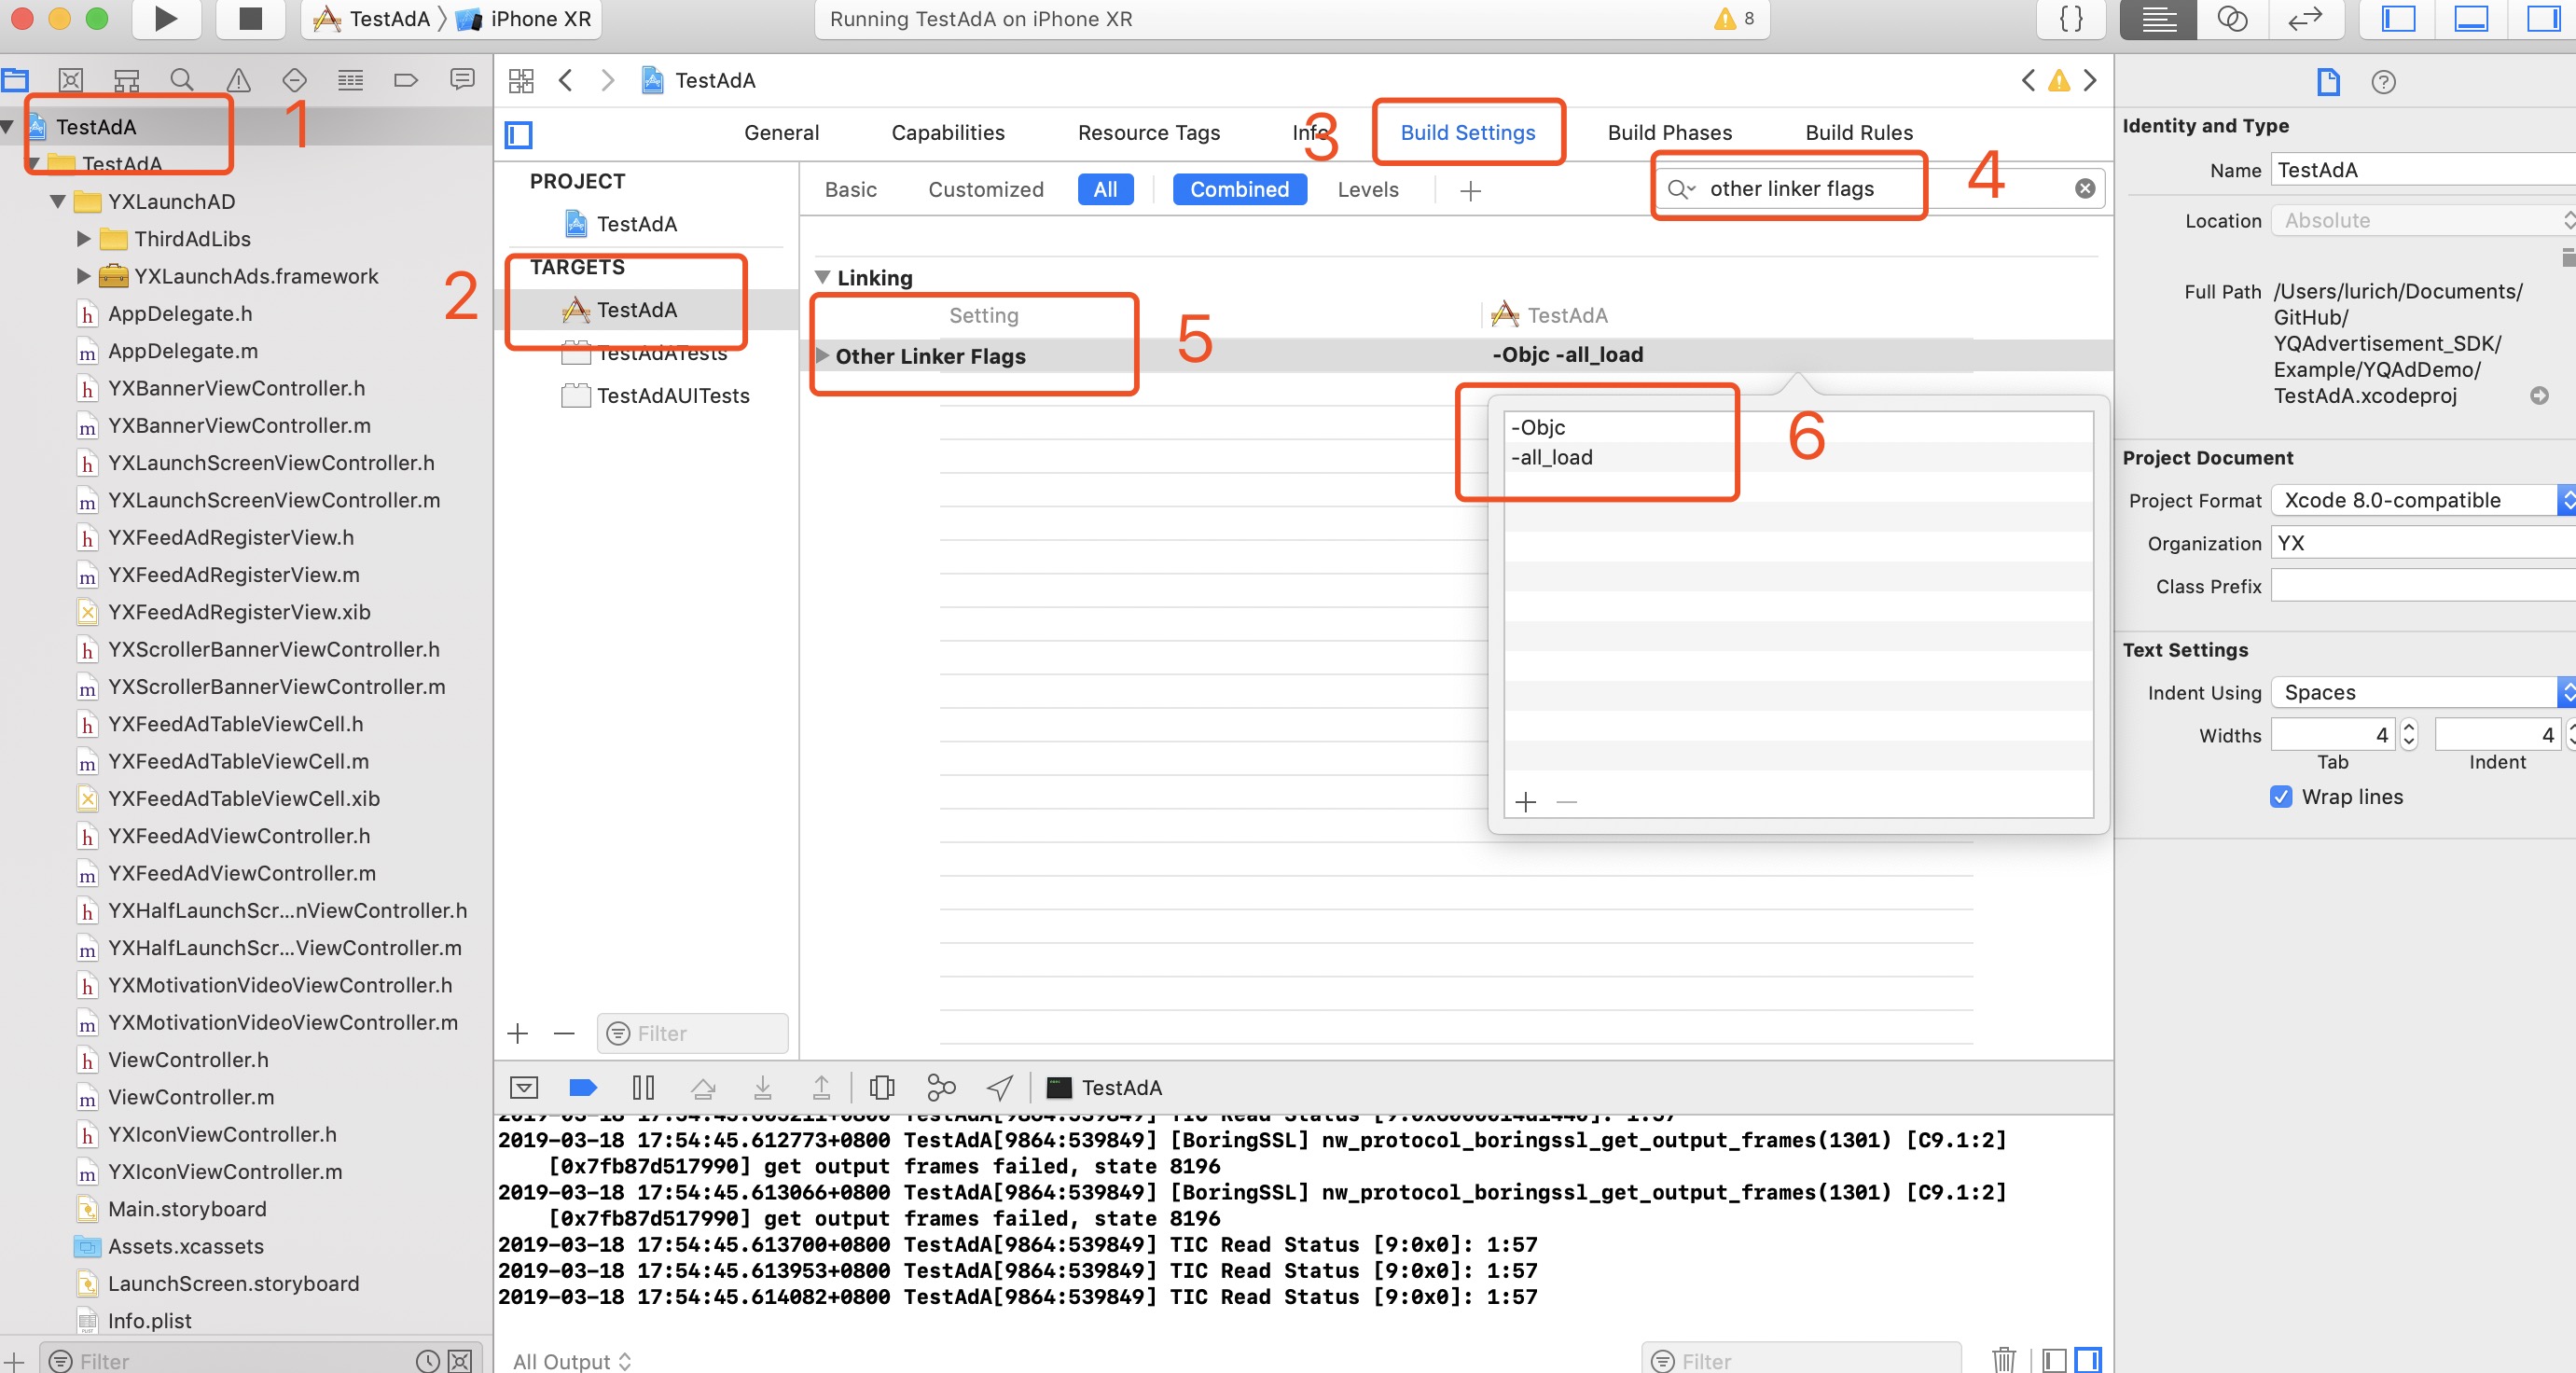 TestAdA
iPhone XR
Running TestAdA on iPhone XR
8
{ }
TestAdA
1
TestAdA
YXLaunchAD
ThirdAdLibs
YXLaunchAds.framework
AppDelegate.h
AppDelegate.m
YXBannerViewController.h
YXBannerViewController.m
YXLaunchScreenViewController.h
YXLaunchScreenViewController.m
YXFeedAdRegisterView.h
YXFeedAdRegisterView.m
YXFeedAdRegisterView.xib
YXScrollerBannerViewController.h
YXScrollerBannerViewController.m
YXFeedAdTableViewCell.h
YXFeedAdTableViewCell.m
YXFeedAdTableViewCell.xib
YXFeedAdViewController.h
YXFeedAdViewController.m
YXHalfLaunchScr...nViewController.h
YXHalfLaunchScr...ViewController.m
YXMotivationVideoViewController.h
YXMotivationVideoViewController.m
ViewController.h
ViewController.m
YXIconViewController.h
YXIconViewController.m
Main.storyboard
Assets.xcassets
LaunchScreen.storyboard
Info.plist
Filter
TestAdA
General
Capabilities
Resource Tags
Info
3
Build Settings
Build Phases
Build Rules
PROJECT
TestAdA
TARGETS
2
TestAdA
TestAdATests
TestAdAUITests
Filter
Basic
Customized
All
Combined
Levels
other linker flags
4
Linking
Setting
TestAdA
5
Other Linker Flags
-Objc -all_load
-Objc
-all_load
6
TestAdA
2019-03-18 17:54:45.612773+0800 TestAdA[9864:539849] [BoringSSL] nw_protocol_boringssl_get_output_frames(1301) [C9.1:2]
[0x7fb87d517990] get output frames failed, state 8196
2019-03-18 17:54:45.613066+0800 TestAdA[9864:539849] [BoringSSL] nw_protocol_boringssl_get_output_frames(1301) [C9.1:2]
[0x7fb87d517990] get output frames failed, state 8196
2019-03-18 17:54:45.613700+0800 TestAdA[9864:539849] TIC Read Status [9:0x0]: 1:57
2019-03-18 17:54:45.613953+0800 TestAdA[9864:539849] TIC Read Status [9:0x0]: 1:57
2019-03-18 17:54:45.614082+0800 TestAdA[9864:539849] TIC Read Status [9:0x0]: 1:57
All Output
Filter
Identity and Type
Name TestAdA
Location Absolute
Full Path /Users/lurich/Documents/
GitHub/
YQAdvertisement_SDK/
Example/YQAdDemo/
TestAdA.xcodeproj
Project Document
Project Format Xcode 8.0-compatible
Organization YX
Class Prefix
Text Settings
Indent Using Spaces
Widths 4 4
Tab Indent
Wrap lines